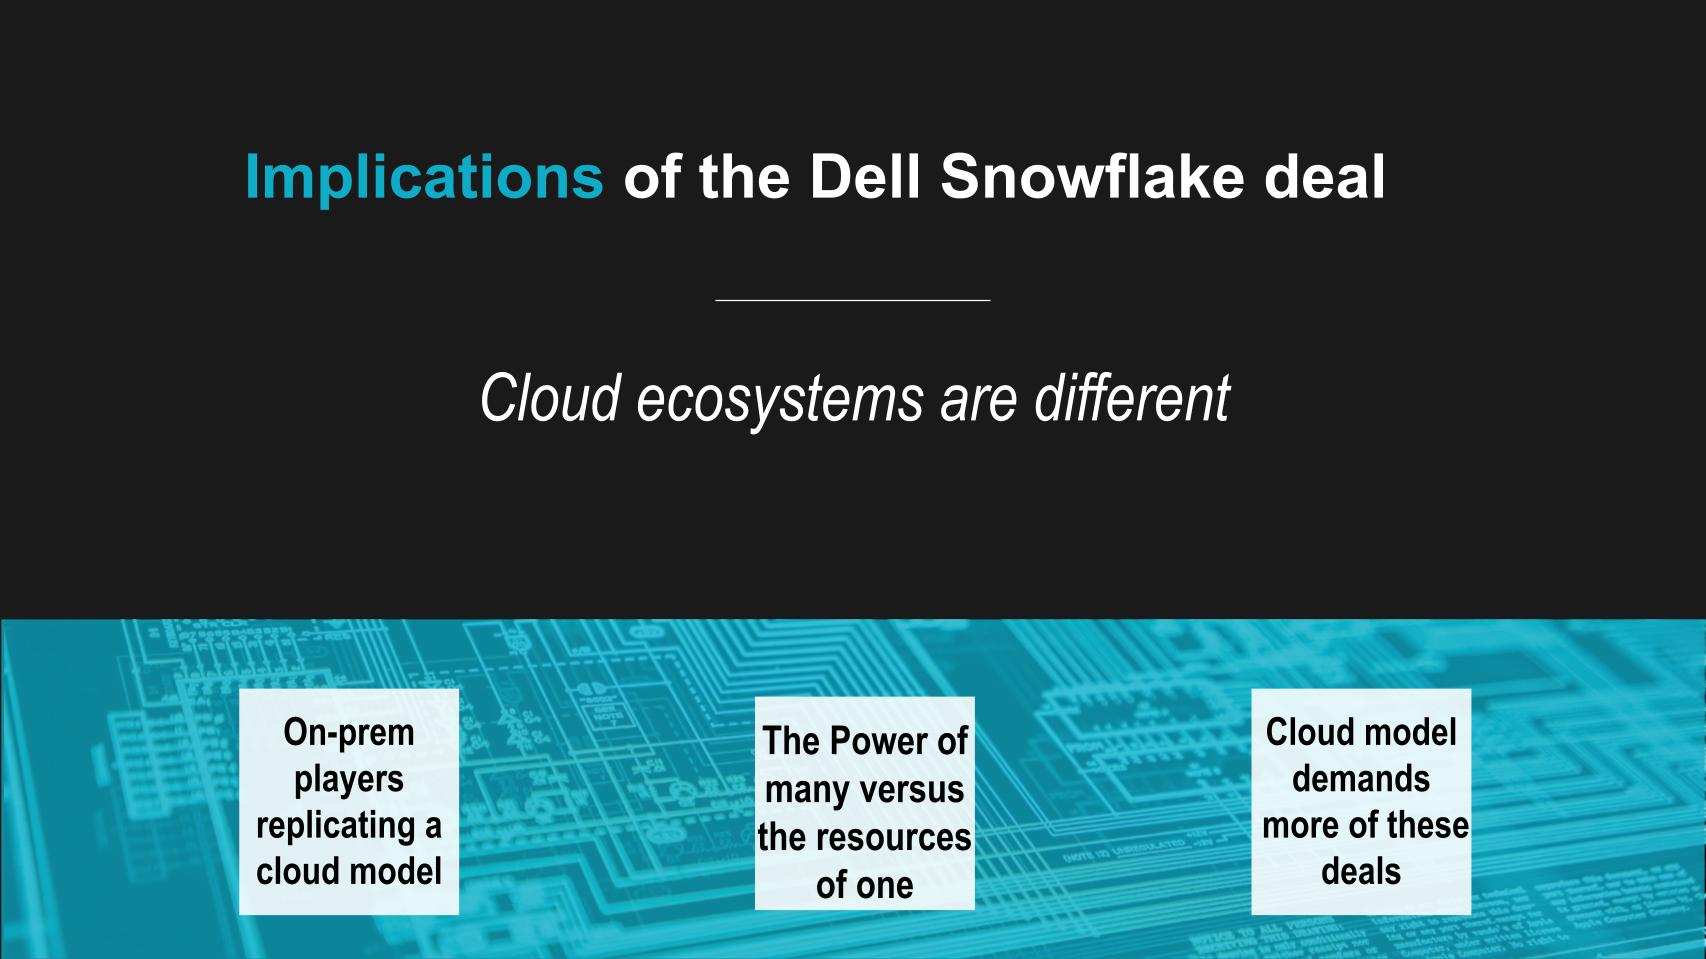 Implications of the Dell Snowflake deal
Cloud ecosystems are different
On-prem
players
replicating a
cloud model
The Power of
many versus
the resources
of one
Cloud model
demands
more of these
deals